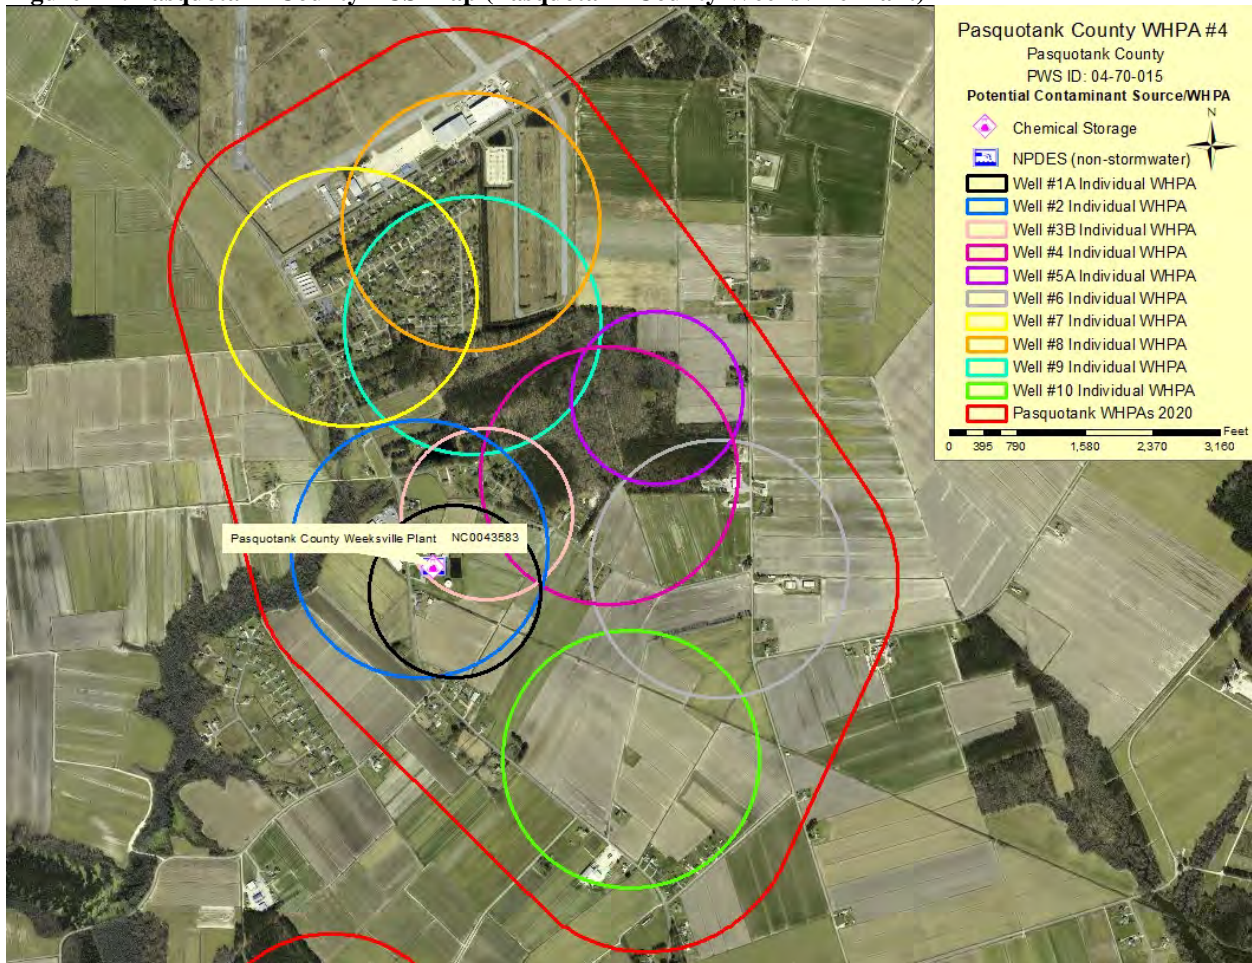 Pasquotank County WHPA #4
Pasquotank County
PWS ID: 04-70-015
Potential Contaminant Source/WHPA
N
Chemical Storage
NPDES (non-stormwater)
Well #1A Individual WHPA
Well #2 Individual WHPA
Well #3B Individual WHPA
Well #4 Individual WHPA
Well #5A Individual WHPA
Well #6 Individual WHPA
Well #7 Individual WHPA
Well #8 Individual WHPA
Well #9 Individual WHPA
Well #10 Individual WHPA
Pasquotank WHPAs 2020
Feet
0 395 790 1,580 2,370 3,160
Pasquotank County Weeksville Plant NC0043583